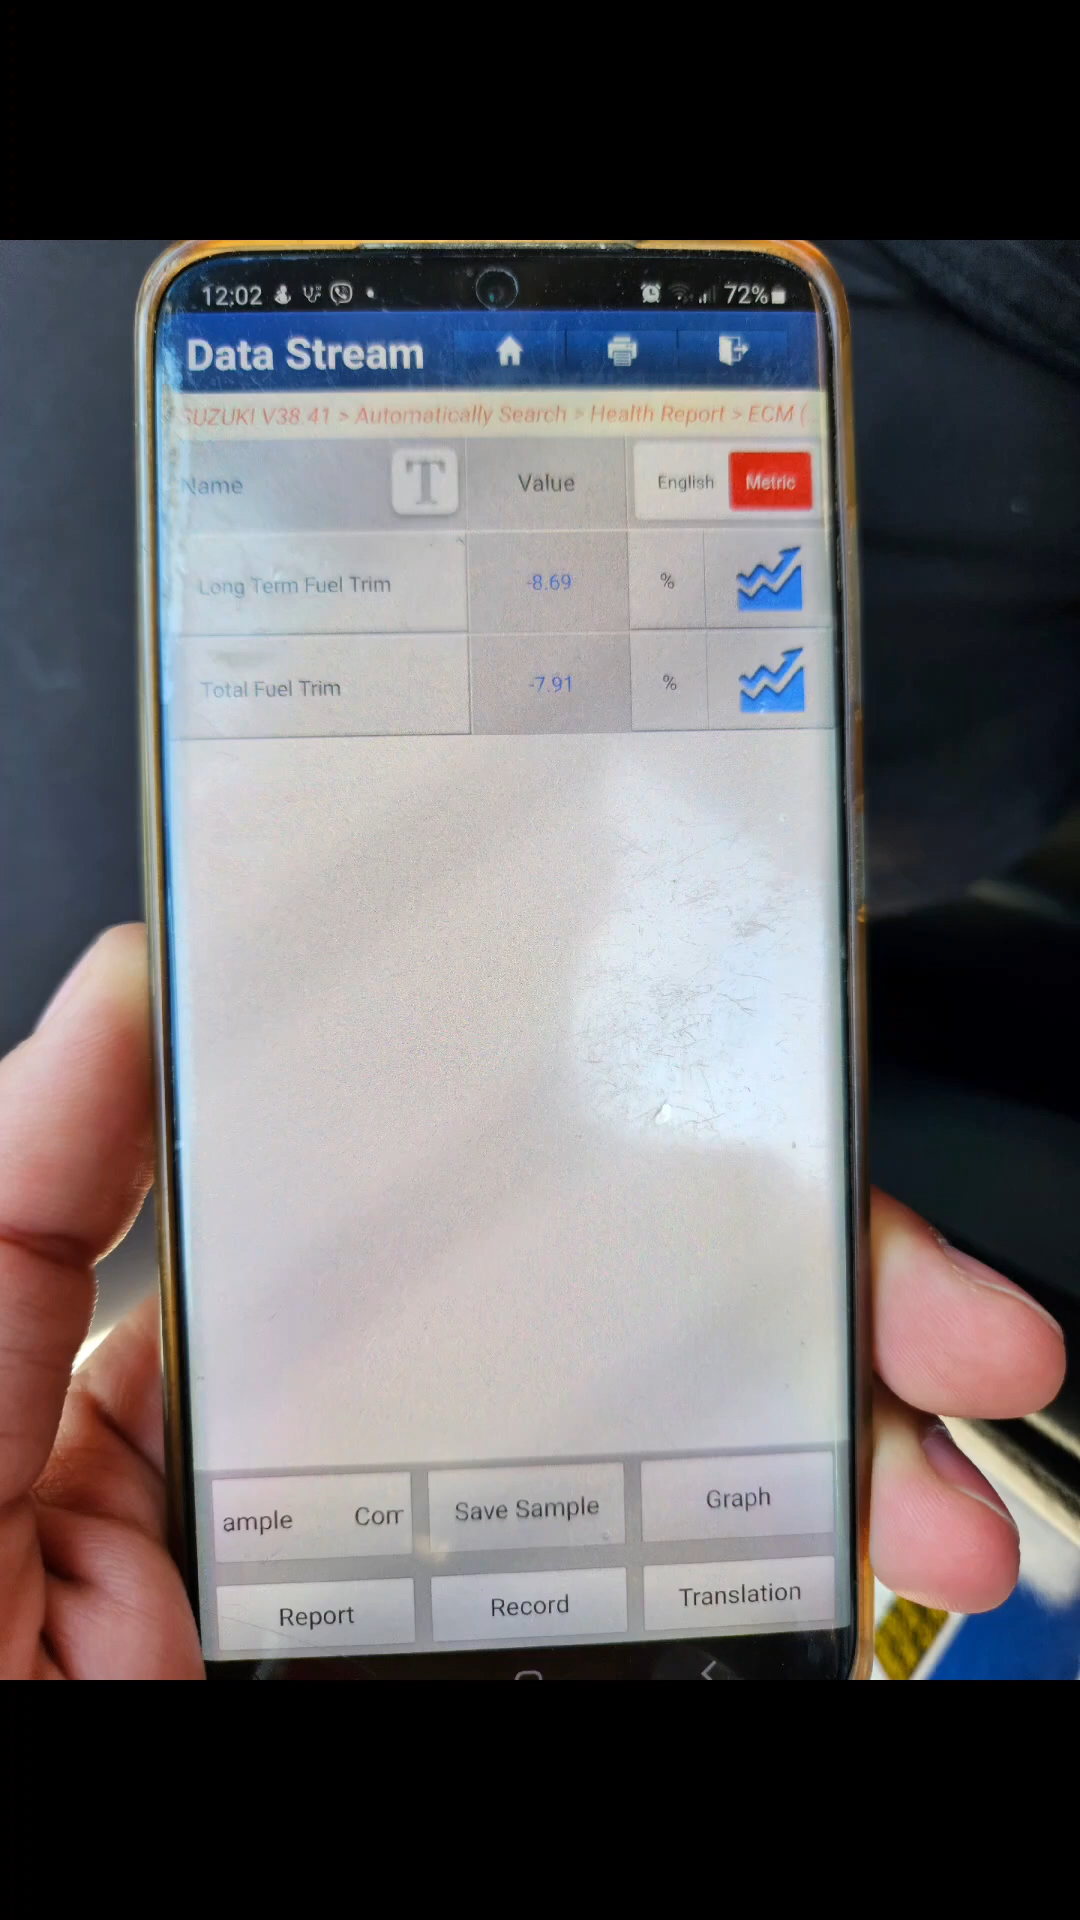 12:02 72%
Data Stream
SUZUKI V38.41 > Automatically Search > Health Report > ECM (
Name T Value English Metric
Long Term Fuel Trim -8.69 %
Total Fuel Trim -7.91 %
ample Com Save Sample Graph
Report Record Translation